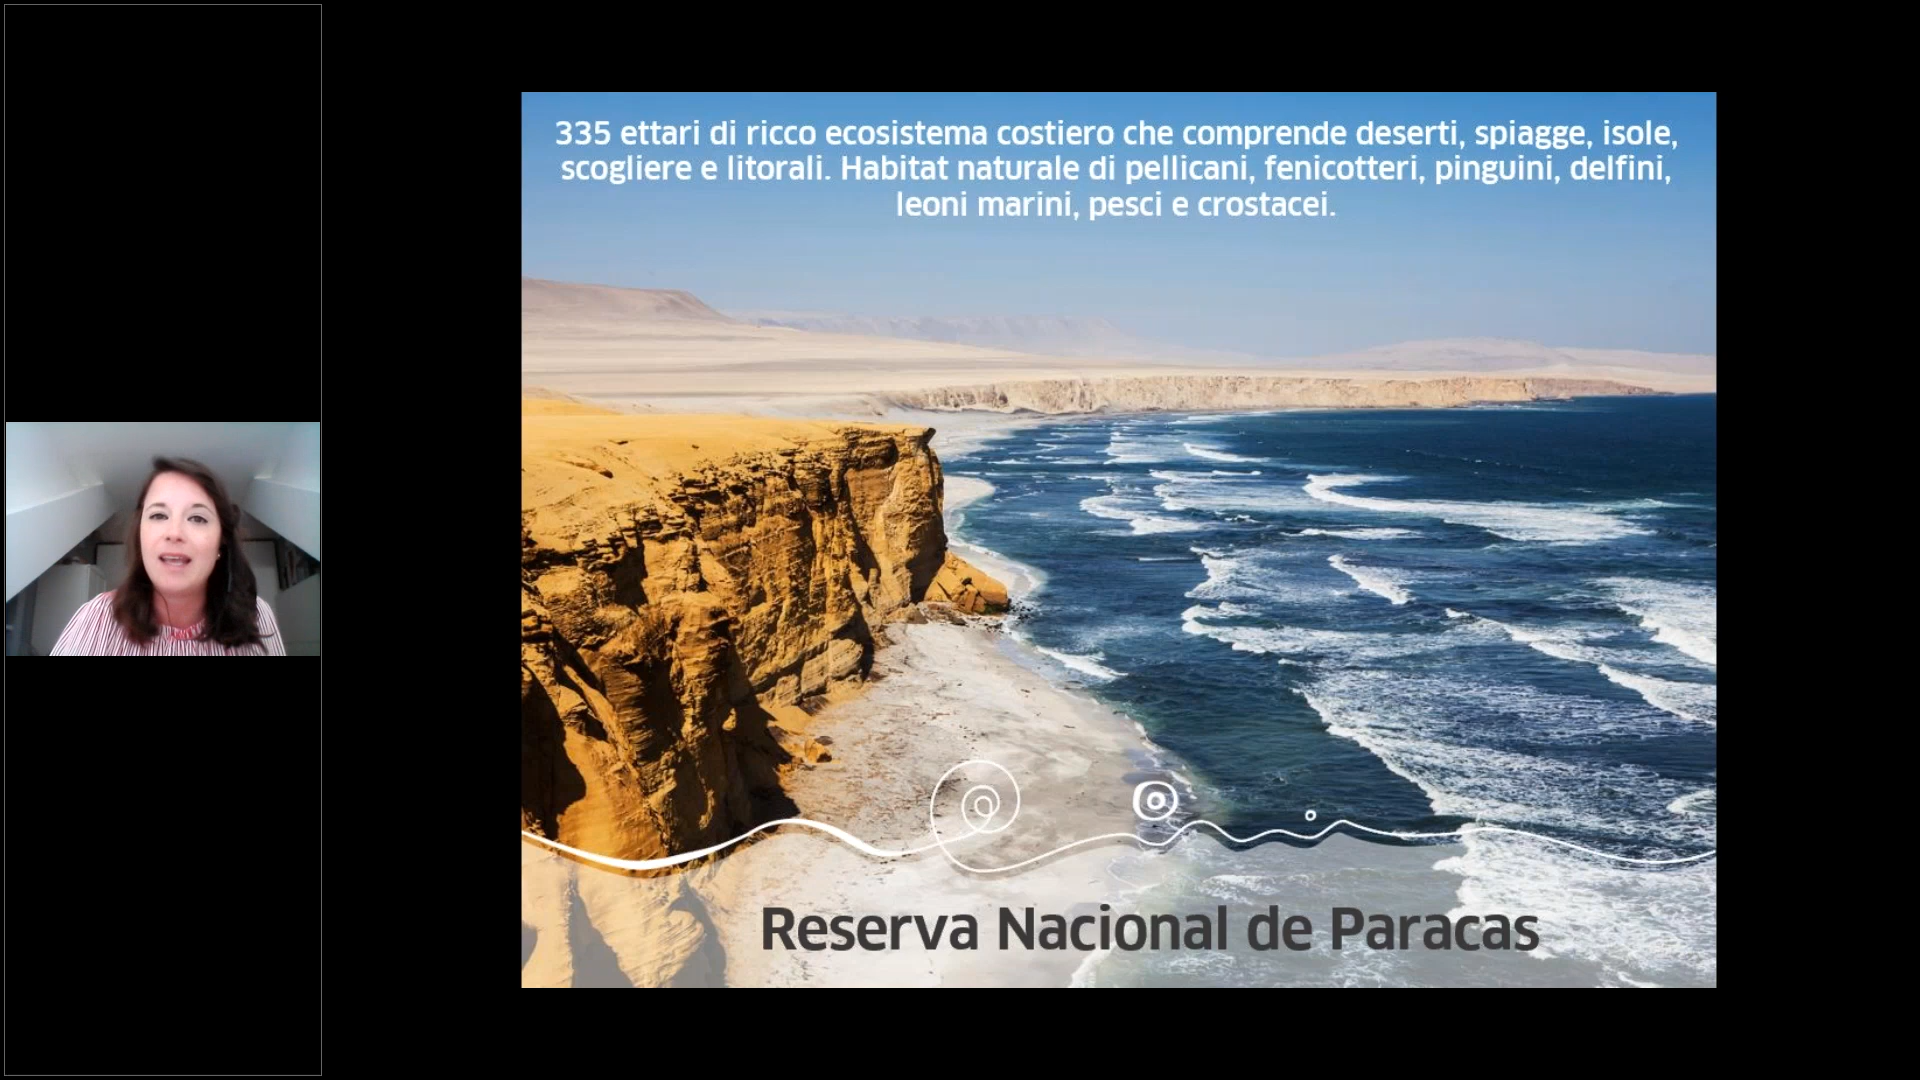 335 ettari di ricco ecosistema costiero che comprende deserti, spiagge, isole,
scogliere e litorali. Habitat naturale di pellicani, fenicotteri, pinguini, delfini,
leoni marini, pesci e crostacei.
Reserva Nacional de Paracas